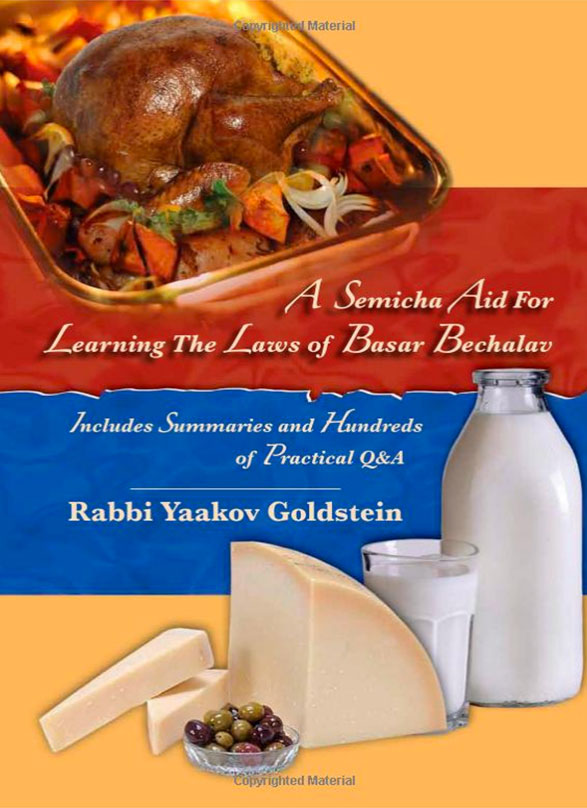 Copyrighted Material
A Semicha Aid For
Learning The Laws of Basar Bechalav
Includes Summaries and Hundreds
of Practical Q&A
Rabbi Yaakov Goldstein
Copyrighted Material